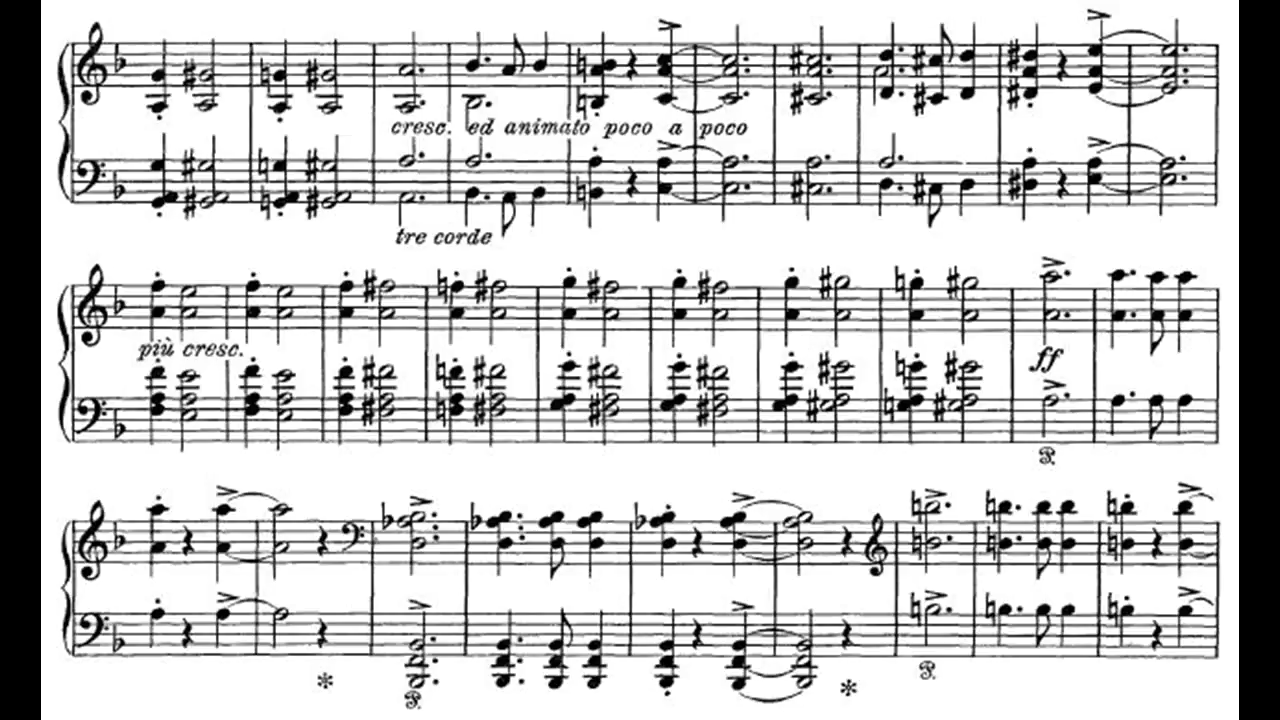 cresc. ed animato poco a poco
tre corde
più cresc.
ff